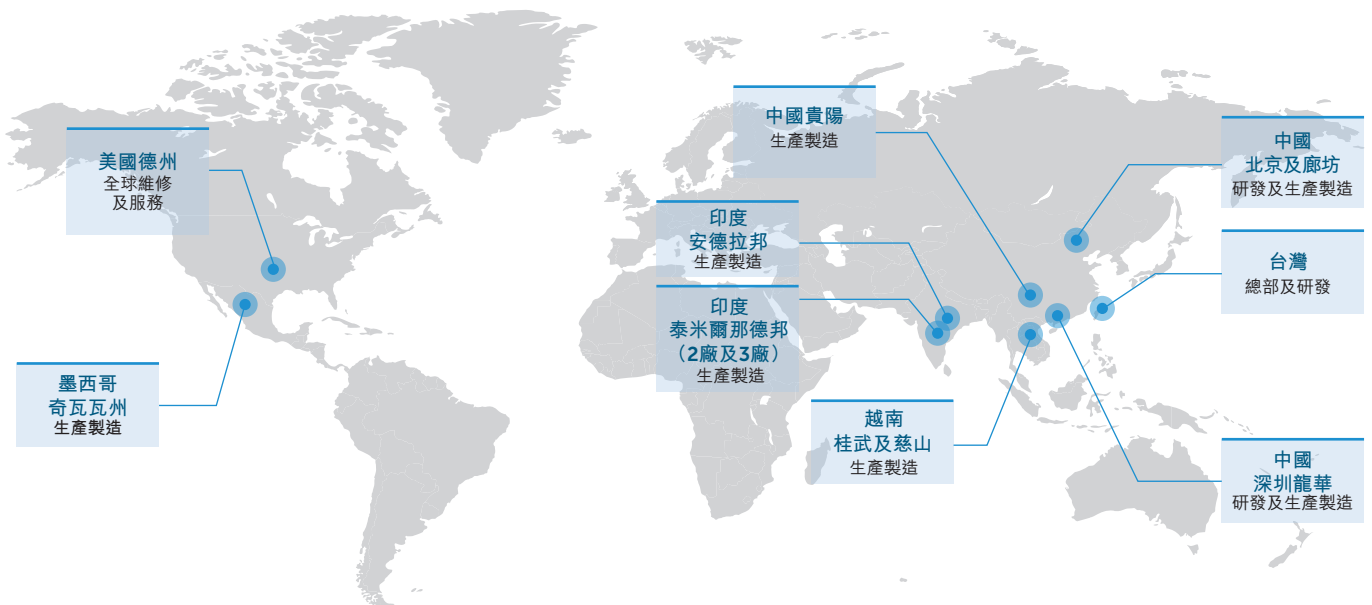 美國德州
全球維修
及服務
墨西哥
奇瓦瓦州
生產製造
中國貴陽
生產製造
印度
安德拉邦
生產製造
印度
泰米爾那德邦
（2廠及3廠）
生產製造
越南
桂武及慈山
生產製造
中國
北京及廊坊
研發及生產製造
台灣
總部及研發
中國
深圳龍華
研發及生產製造